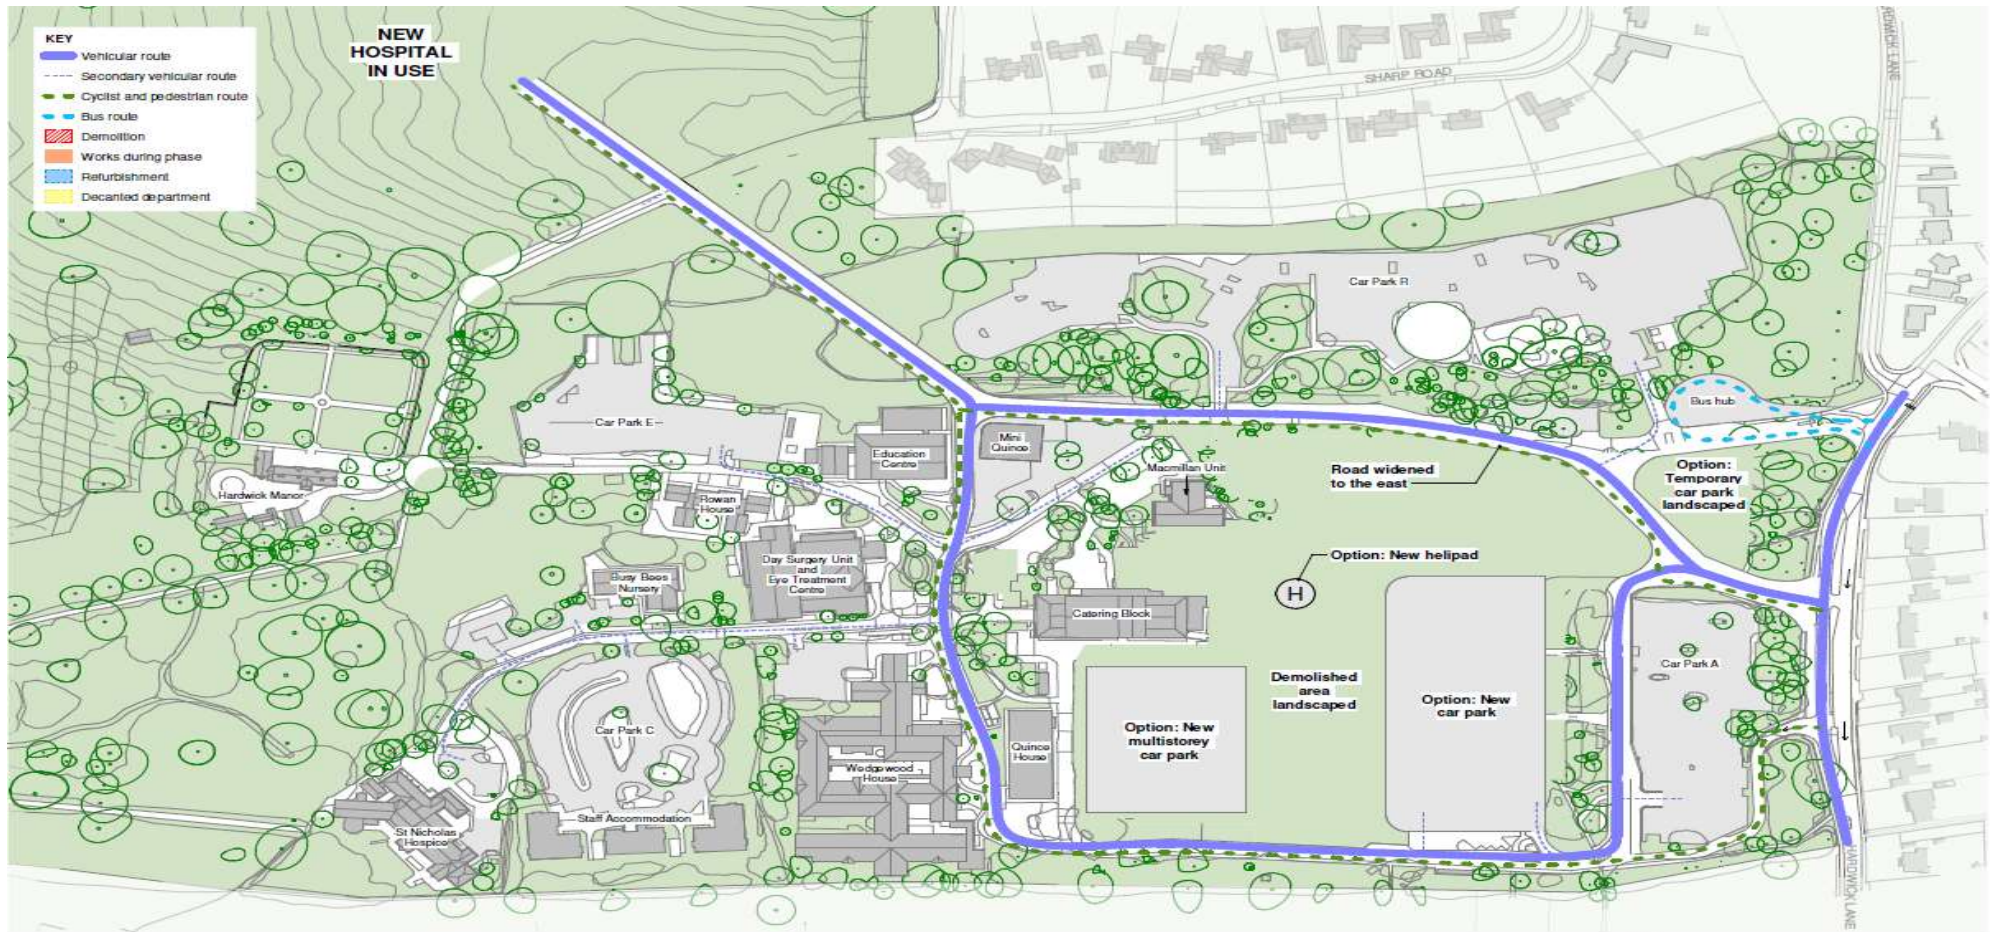 KEY
Vehicular route
Secondary vehicular route
Cyclist and pedestrian route
Bus route
Demolition
Works during phase
Refurbishment
Decanted department
NEW
HOSPITAL
IN USE
SHARP ROAD
Car Park R
Bus hub
Car Park E
Education
Centre
Mini
Quince
Macmillan Unit
Road widened
to the east
Option:
Temporary
car park
landscaped
Hardwick Manor
Rowan
House
Day Surgery Unit
and
Eye Treatment
Centre
Busy Bees
Nursery
Option: New helipad
H
Catering Block
Car Park A
Demolished
area
landscaped
Option: New
car park
Option: New
multistorey
car park
Car Park C
Quince
House
Wedgewood
House
Staff Accommodation
St Nicholas
Hospice
HARDWICK LANE